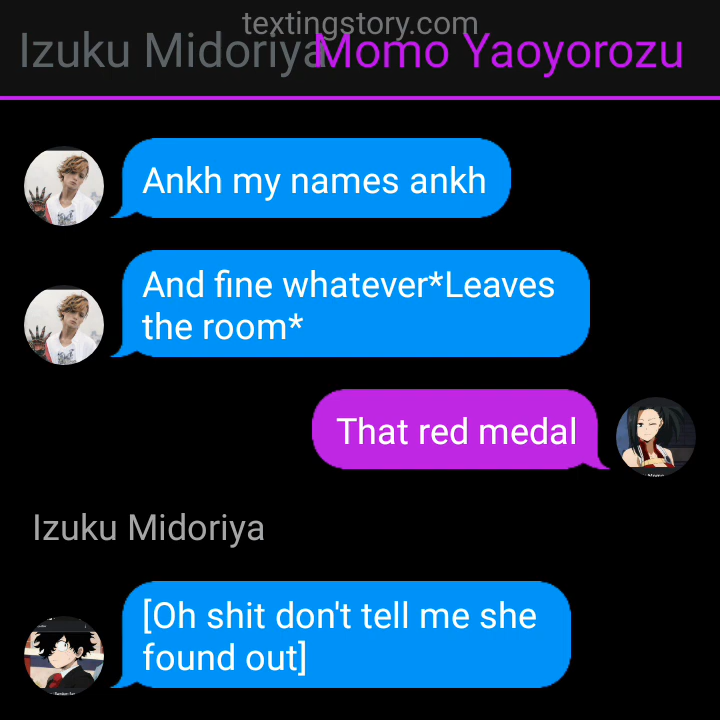 textingstory.com
Izuku Midoriya Momo Yaoyorozu
Ankh my names ankh
And fine whatever*Leaves
the room*
That red medal
Izuku Midoriya
[Oh shit don't tell me she
found out]